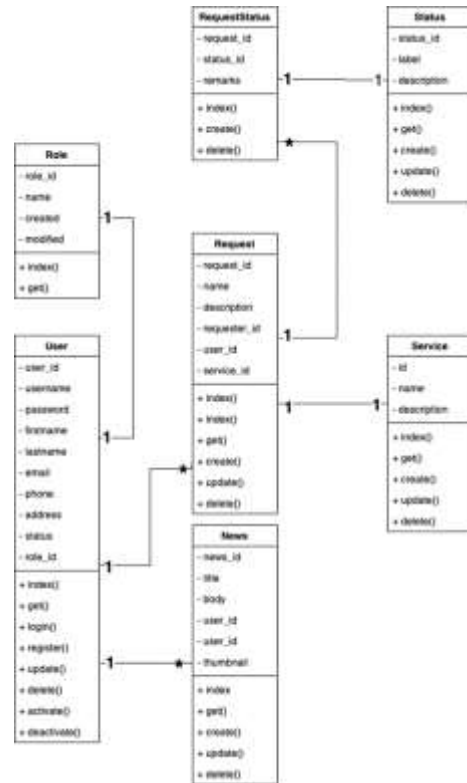 RequestStatus
- request_id
- status_id
- remarks
+ index()
+ create()
+ delete()
Status
- status_id
- label
- description
+ index()
+ get()
+ create()
+ update()
+ delete()
1
1
*
1
Role
- role_id
- name
- created
- modified
+ index()
+ get()
1
1
Request
- request_id
- name
- description
- requester_id
- user_id
- service_id
+ index()
+ index()
+ get()
+ create()
+ update()
+ delete()
1
1
Service
- id
- name
- description
+ index()
+ get()
+ create()
+ update()
+ delete()
User
- user_id
- username
- password
- firstname
- lastname
- email
- phone
- address
- status
- role_id
+ index()
+ get()
+ login()
+ register()
+ update()
+ delete()
+ activate()
+ deactivate()
1
*
1
*
News
- news_id
- title
- body
- user_id
- user_id
- thumbnail
+ index
+ get()
+ create()
+ update()
+ delete()